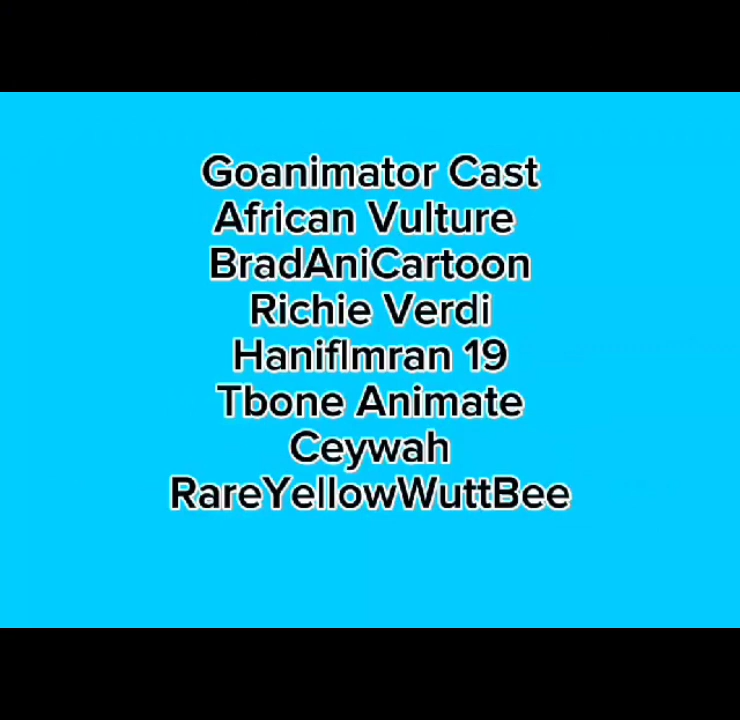 Goanimator Cast
African Vulture
BradAniCartoon
Richie Verdi
HanifImran 19
Tbone Animate
Ceywah
RareYellowWuttBee